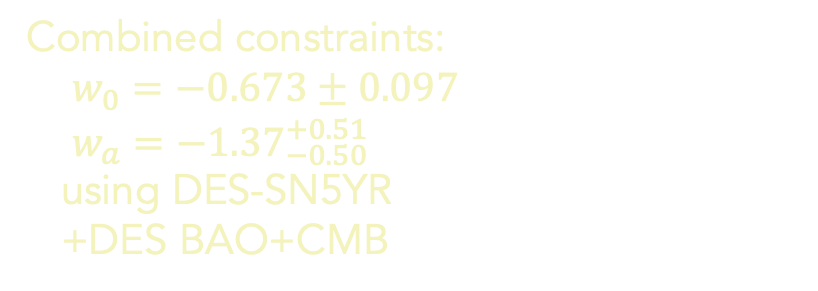 Combined constraints:
w₀ = −0.673 ± 0.097
wₐ = −1.37⁺⁰·⁵¹₋₀.₅₀
using DES-SN5YR
+DES BAO+CMB